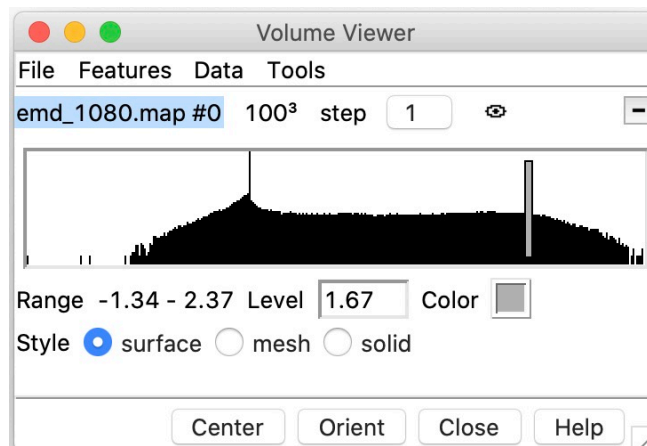 Volume Viewer
File Features Data Tools
emd_1080.map #0 100³ step 1
Range -1.34 - 2.37 Level 1.67 Color
Style surface mesh solid
Center Orient Close Help